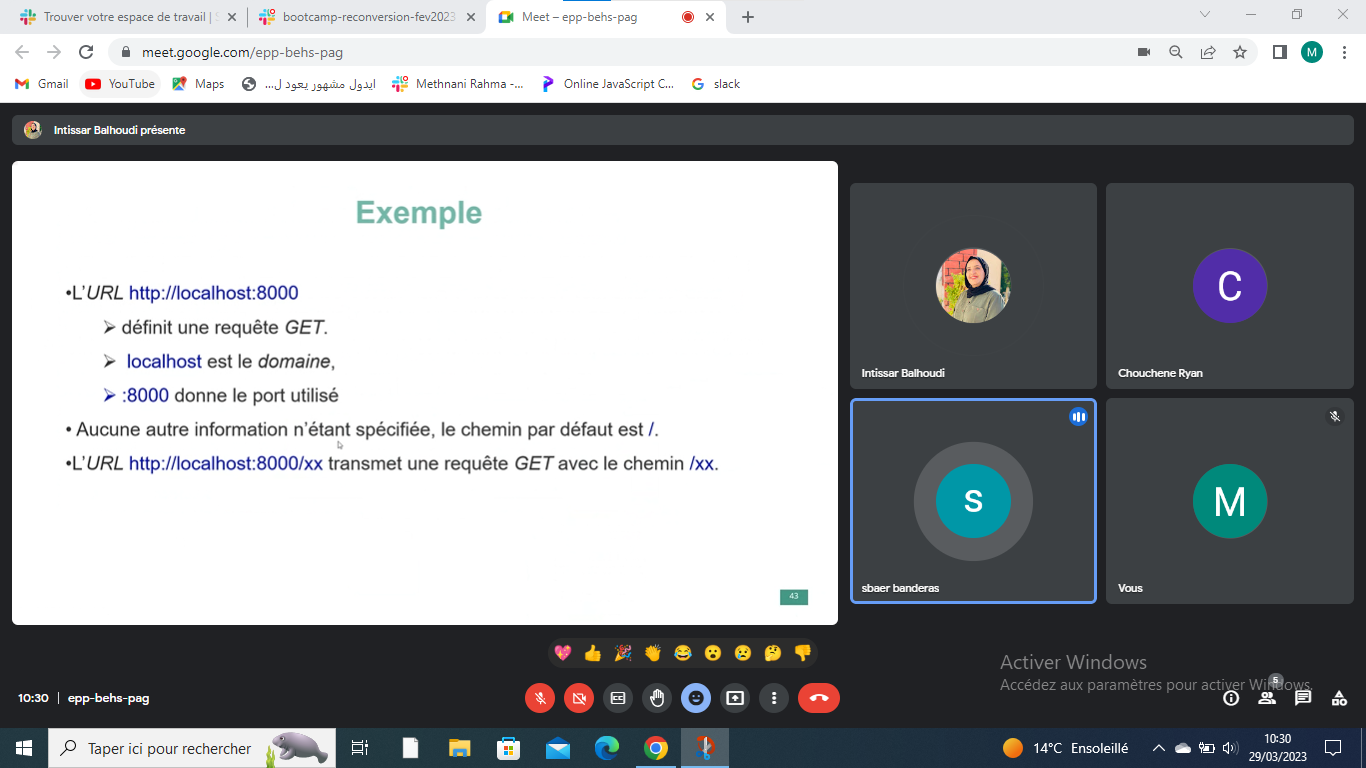 Trouver votre espace de travail | S
bootcamp-reconversion-fev2023
Meet – epp-behs-pag
meet.google.com/epp-behs-pag
M
Gmail
YouTube
Maps
ايدول مشهور يعود ل...
Methnani Rahma -...
Online JavaScript C...
slack
Intissar Balhoudi présente
Exemple
•L'URL http://localhost:8000
➢ définit une requête GET.
➢ localhost est le domaine,
➢ :8000 donne le port utilisé
• Aucune autre information n'étant spécifiée, le chemin par défaut est /.
•L'URL http://localhost:8000/xx transmet une requête GET avec le chemin /xx.
43
Intissar Balhoudi
C
Chouchene Ryan
S
sbaer banderas
M
Vous
Activer Windows
Accédez aux paramètres pour activer Windows.
5
10:30 | epp-behs-pag
Taper ici pour rechercher
14°C Ensoleillé
10:30
29/03/2023